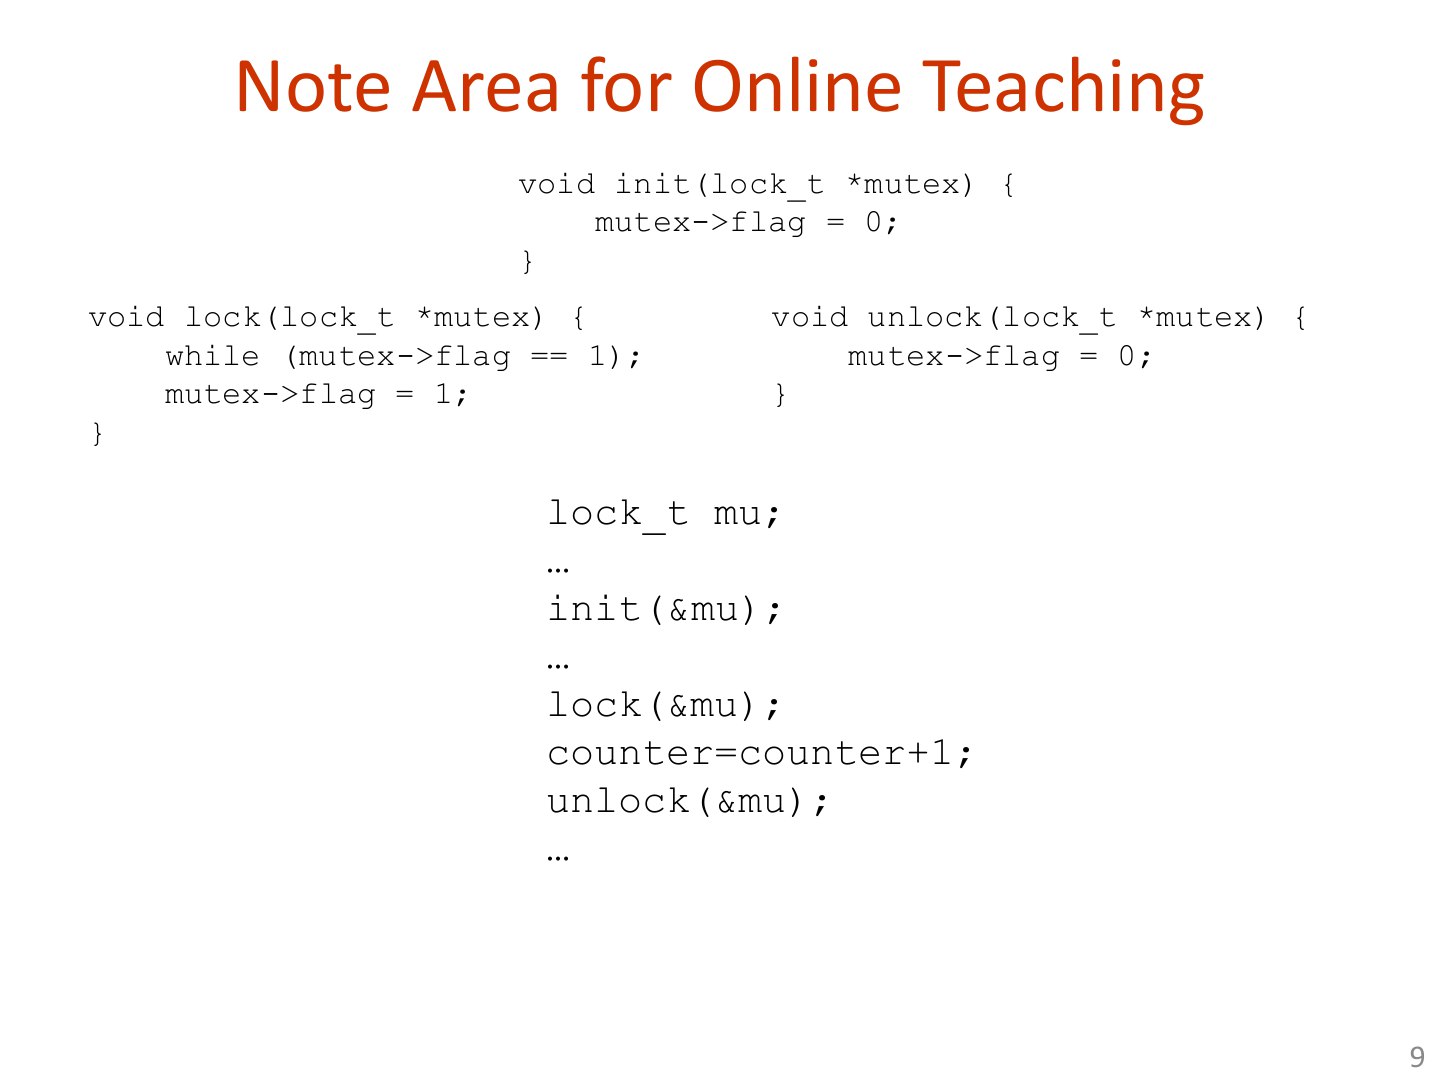 Note Area for Online Teaching
void init(lock_t *mutex) {
    mutex->flag = 0;
}
void lock(lock_t *mutex) {
    while (mutex->flag == 1);
    mutex->flag = 1;
}
void unlock(lock_t *mutex) {
    mutex->flag = 0;
}
lock_t mu;
…
init(&mu);
…
lock(&mu);
counter=counter+1;
unlock(&mu);
…
9